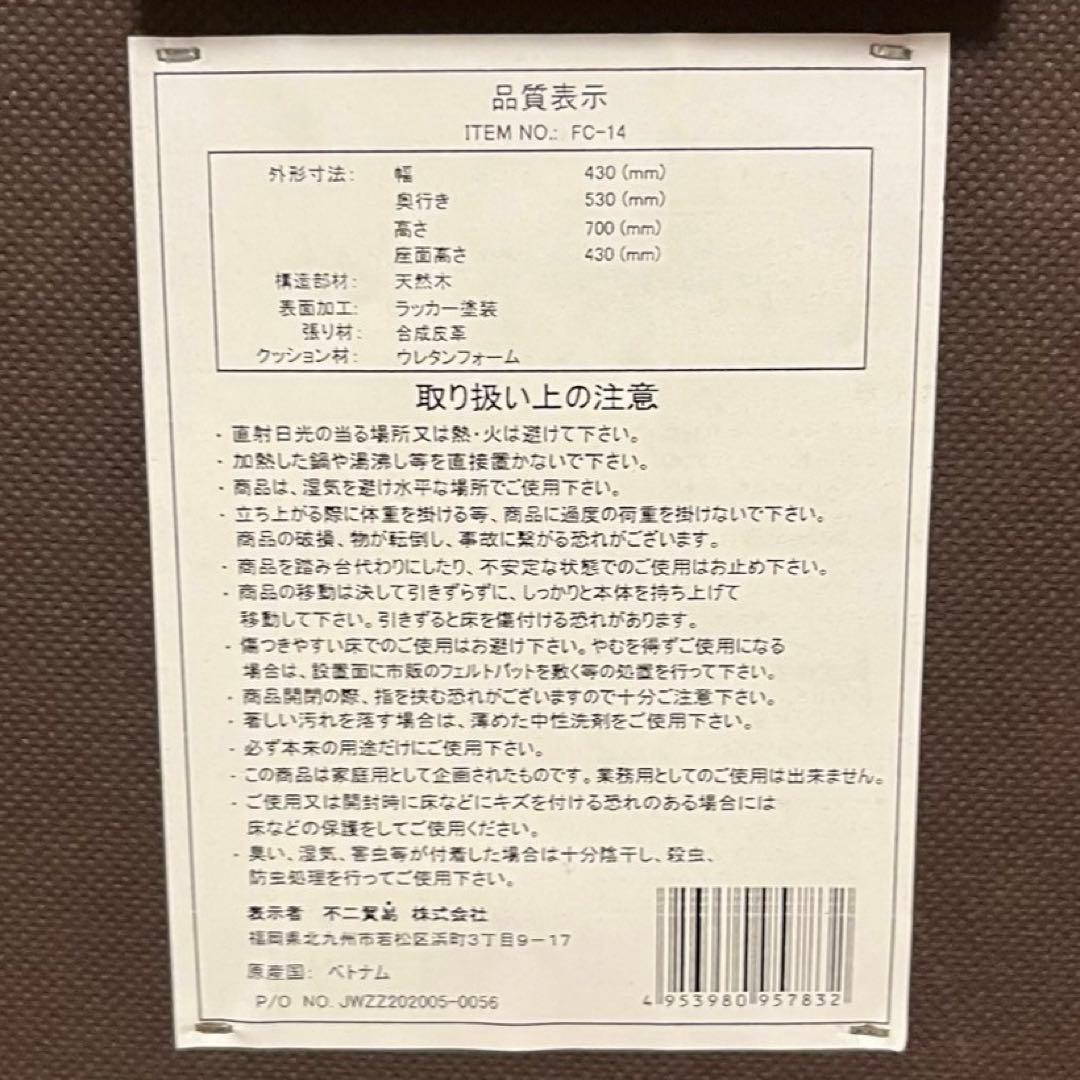 品質表示
ITEM NO.: FC-14
外形寸法: 幅 430(mm)
奥行き 530(mm)
高さ 700(mm)
座面高さ 430(mm)
構造部材: 天然木
表面加工: ラッカー塗装
張り材: 合成皮革
クッション材: ウレタンフォーム
取り扱い上の注意
・直射日光の当る場所又は熱・火は避けて下さい。
・加熱した鍋や湯沸し等を直接置かないで下さい。
・商品は、湿気を避け水平な場所でご使用下さい。
・立ち上がる際に体重を掛ける等、商品に過度の荷重を掛けないで下さい。
商品の破損、物が転倒し、事故に繋がる恐れがございます。
・商品を踏み台代わりにしたり、不安定な状態でのご使用はお止め下さい。
・商品の移動は決して引きずらずに、しっかりと本体を持ち上げて
移動して下さい。引きずると床を傷付ける恐れがあります。
・傷つきやすい床でのご使用はお避け下さい。やむを得ずご使用になる
場合は、設置面に市販のフェルトパットを敷く等の処置を行って下さい。
・商品開閉の際、指を挟む恐れがございますので十分ご注意下さい。
・著しい汚れを落す場合は、薄めた中性洗剤をご使用下さい。
・必ず本来の用途だけにご使用下さい。
・この商品は家庭用として企画されたものです。業務用としてのご使用は出来ません。
・ご使用又は開封時に床などにキズを付ける恐れのある場合には
床などの保護をしてご使用ください。
・臭い、湿気、害虫等が付着した場合は十分陰干し、殺虫、
防虫処理を行ってご使用下さい。
表示者 不二貿易 株式会社
福岡県北九州市若松区浜町3丁目9-17
原産国: ベトナム
P/O NO. JWZZ202005-0056
4 953980 957832